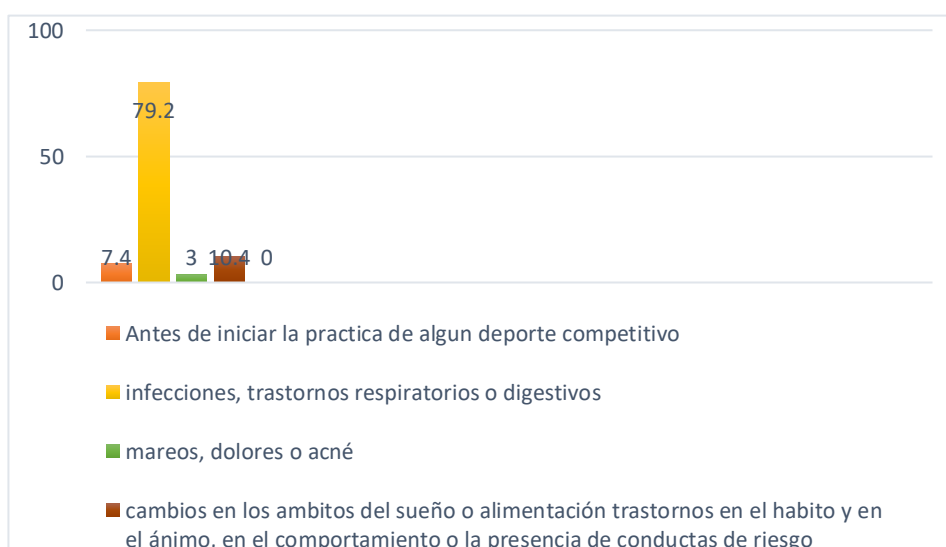 100
79.2
50
7.4 3 10.4 0
0
Antes de iniciar la practica de algun deporte competitivo
infecciones, trastornos respiratorios o digestivos
mareos, dolores o acné
cambios en los ambitos del sueño o alimentación trastornos en el habito y en
el ánimo, en el comportamiento o la presencia de conductas de riesgo